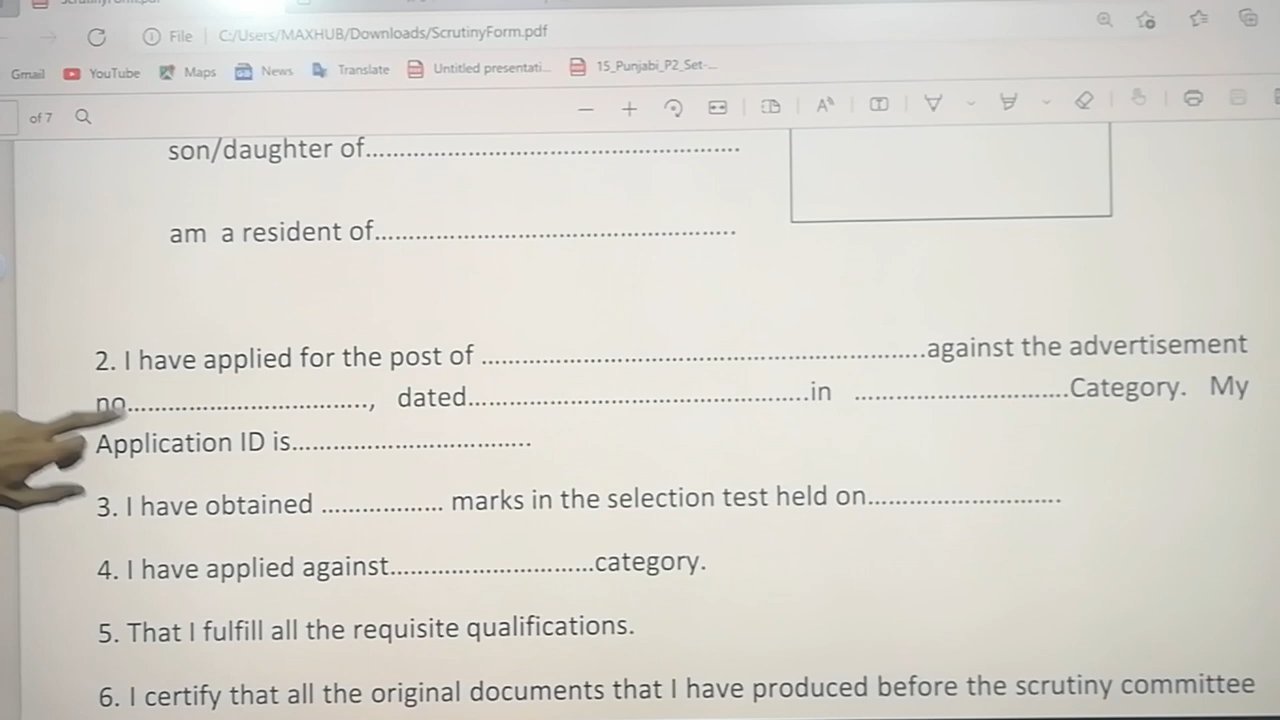 File | C:/Users/MAXHUB/Downloads/ScrutinyForm.pdf
Gmail YouTube Maps News Translate Untitled presentati... 15_Punjabi_P2_Set-...
of 7
son/daughter of..................................................
am a resident of..................................................
2. I have applied for the post of ............................................................against the advertisement
no................................, dated..............................................in .............................Category. My
Application ID is................................
3. I have obtained .................. marks in the selection test held on..........................
4. I have applied against............................category.
5. That I fulfill all the requisite qualifications.
6. I certify that all the original documents that I have produced before the scrutiny committee